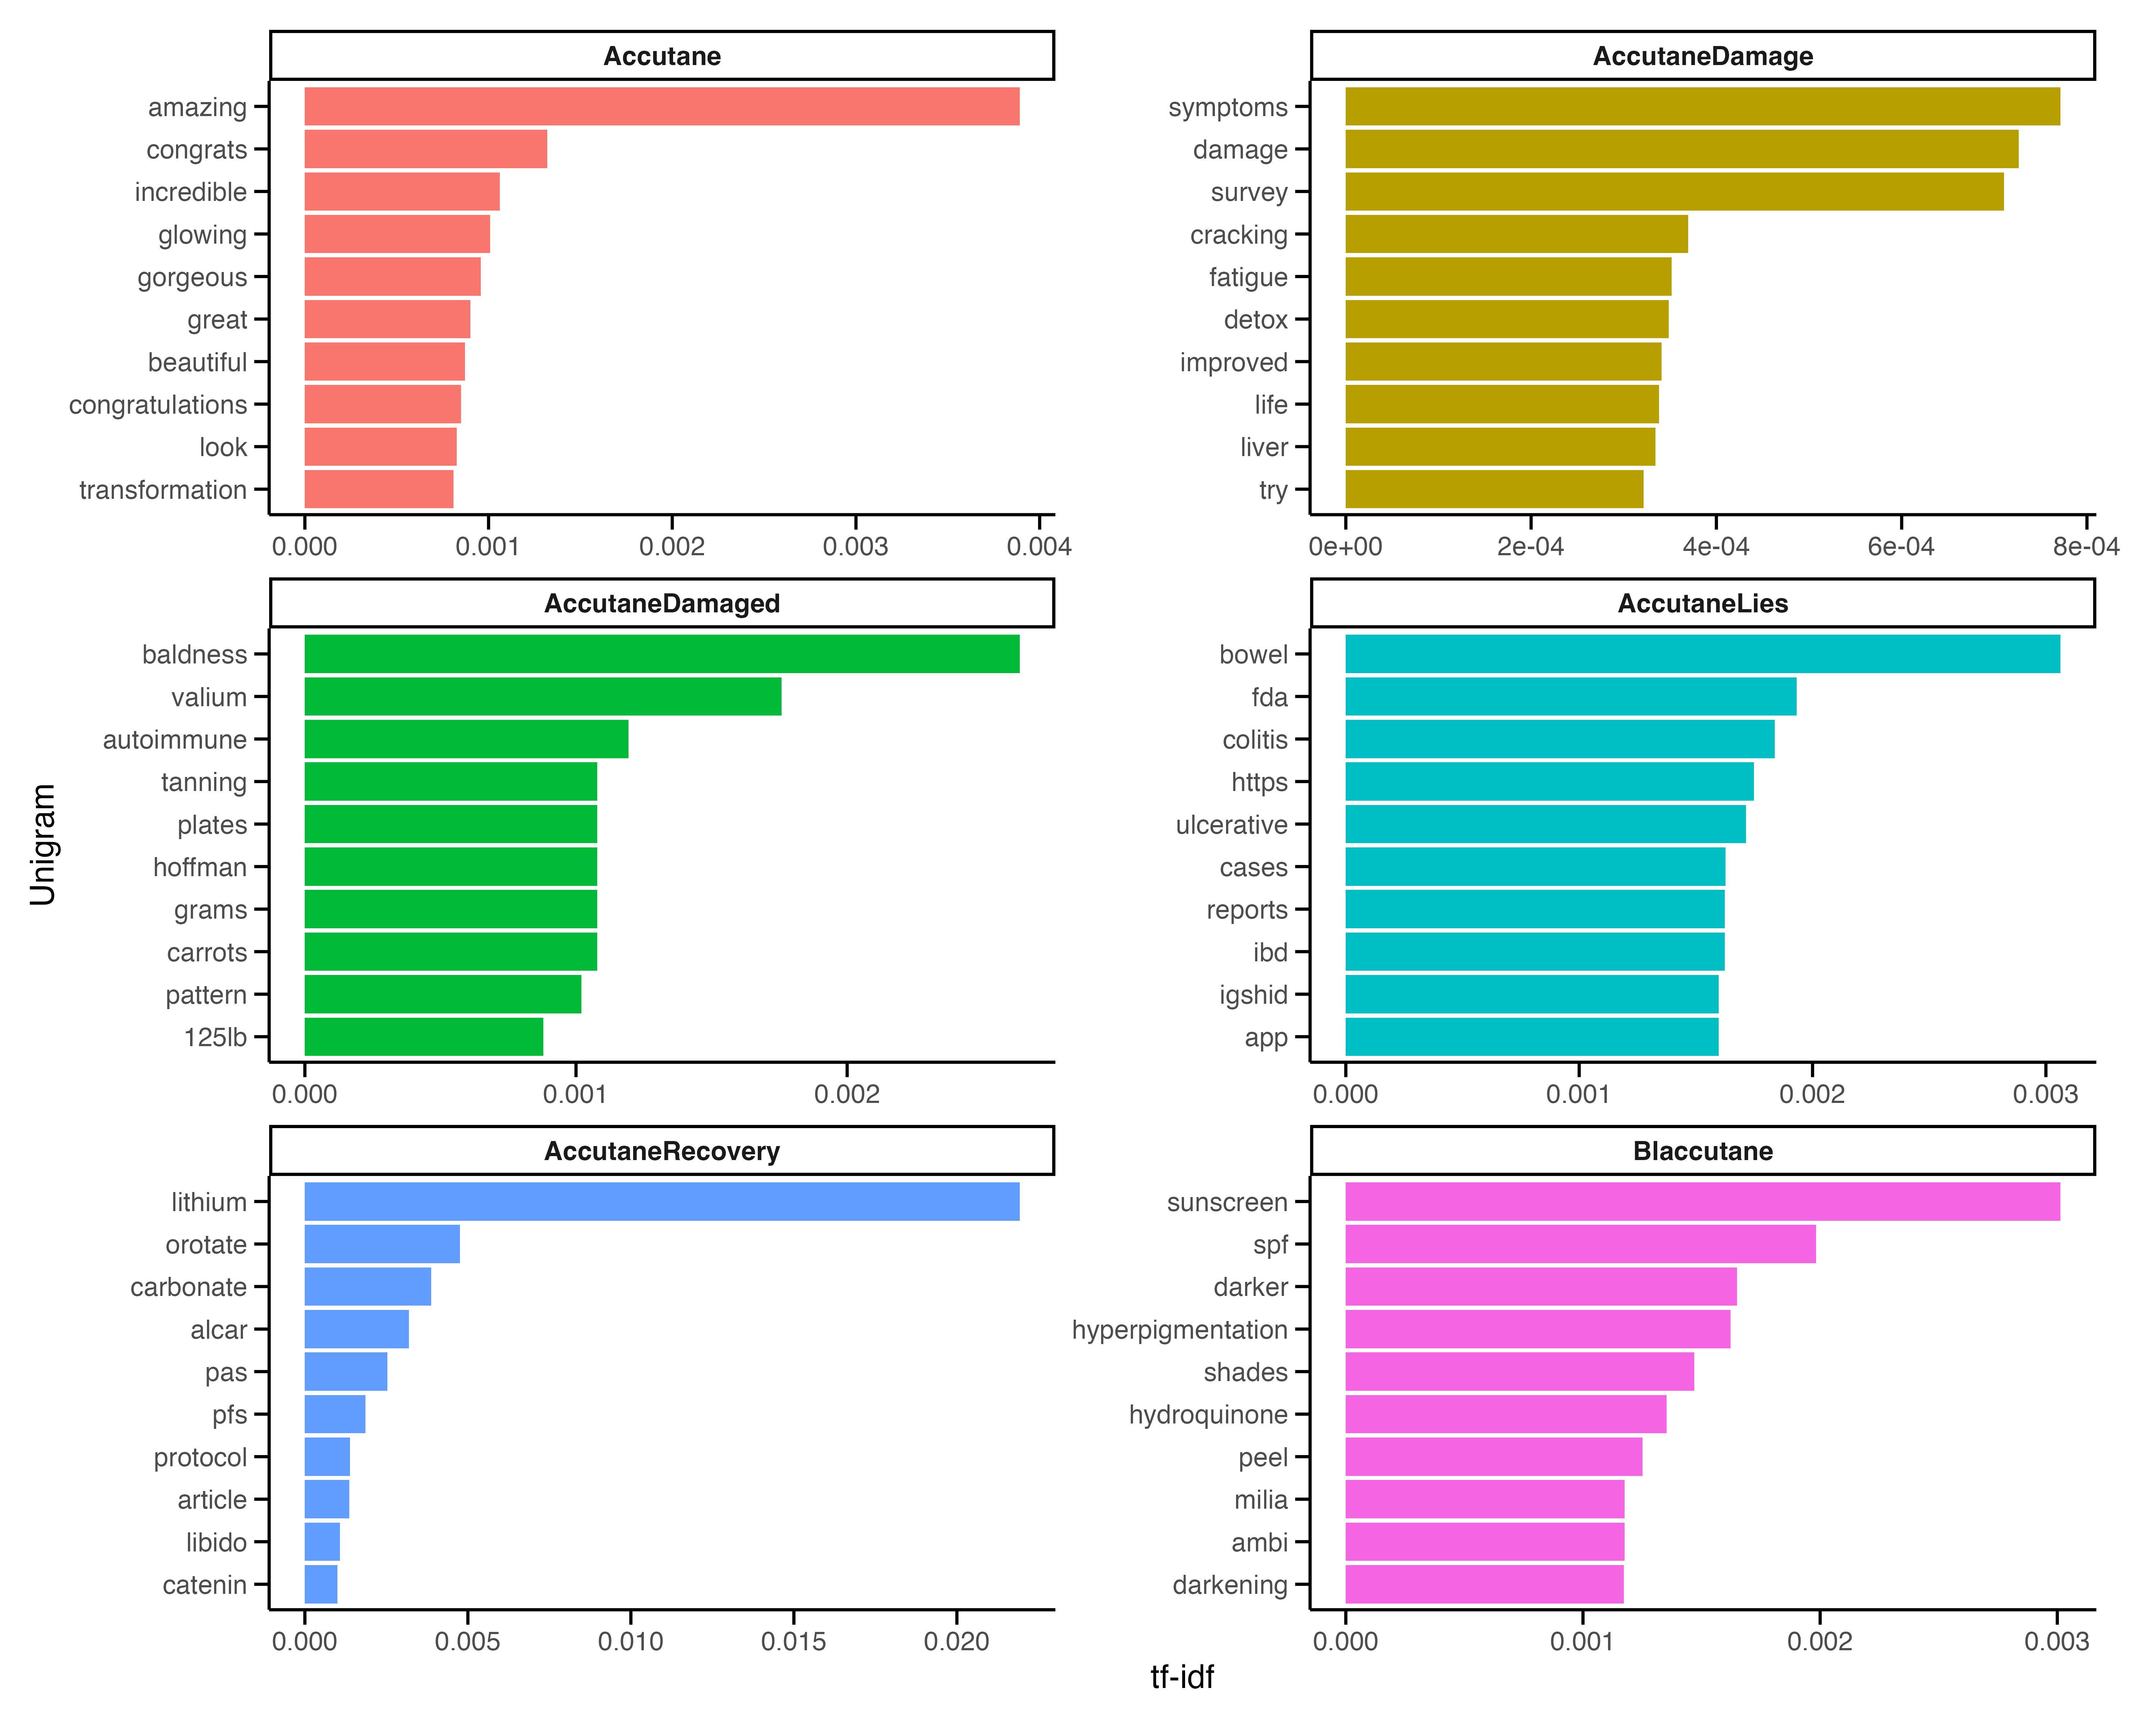 Accutane
amazing
congrats
incredible
glowing
gorgeous
great
beautiful
congratulations
look
transformation
0.000 0.001 0.002 0.003 0.004
AccutaneDamage
symptoms
damage
survey
cracking
fatigue
detox
improved
life
liver
try
0e+00 2e-04 4e-04 6e-04 8e-04
AccutaneDamaged
baldness
valium
autoimmune
tanning
plates
hoffman
grams
carrots
pattern
125lb
0.000 0.001 0.002
AccutaneLies
bowel
fda
colitis
https
ulcerative
cases
reports
ibd
igshid
app
0.000 0.001 0.002 0.003
AccutaneRecovery
lithium
orotate
carbonate
alcar
pas
pfs
protocol
article
libido
catenin
0.000 0.005 0.010 0.015 0.020
Blaccutane
sunscreen
spf
darker
hyperpigmentation
shades
hydroquinone
peel
milia
ambi
darkening
0.000 0.001 0.002 0.003
Unigram
tf-idf